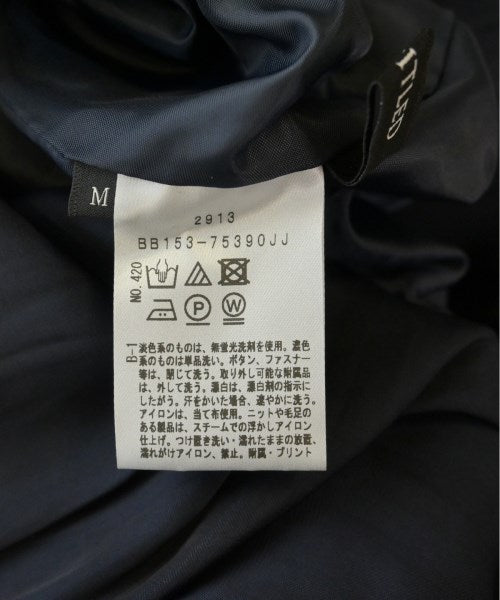 TLED
M
2913
BB153-75390JJ
NO.420
P
W
B-1
淡色系のものは、無蛍光洗剤を使用。濃色
系のものは単品洗い。ボタン、ファスナー
等は、閉じて洗う。取り外し可能な附属品
は、外して洗う。漂白は、漂白剤の指示に
したがう。汗をかいた場合、速やかに洗う。
アイロンは、当て布使用。ニットや毛足の
ある製品は、スチームでの浮かしアイロン
仕上げ。つけ置き洗い・濡れたままの放置、
濡れがけアイロン、禁止。附属・プリント